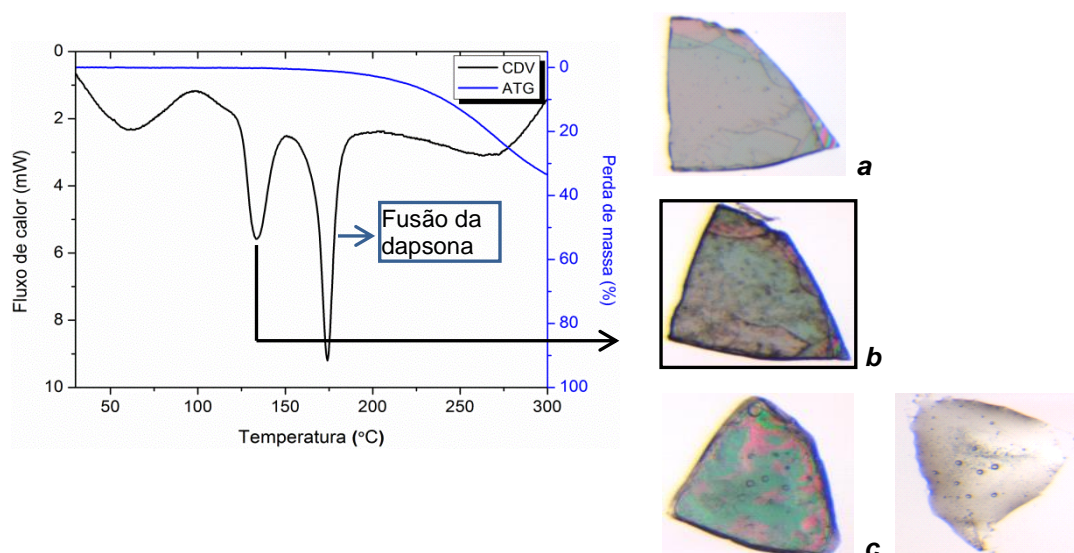 0
2
4
6
8
10
Fluxo de calor (mW)
CDV
ATG
0
20
40
60
80
100
Perda de massa (%)
Fusão da
dapsona
50
100
150
200
250
300
Temperatura (°C)
a
b
c